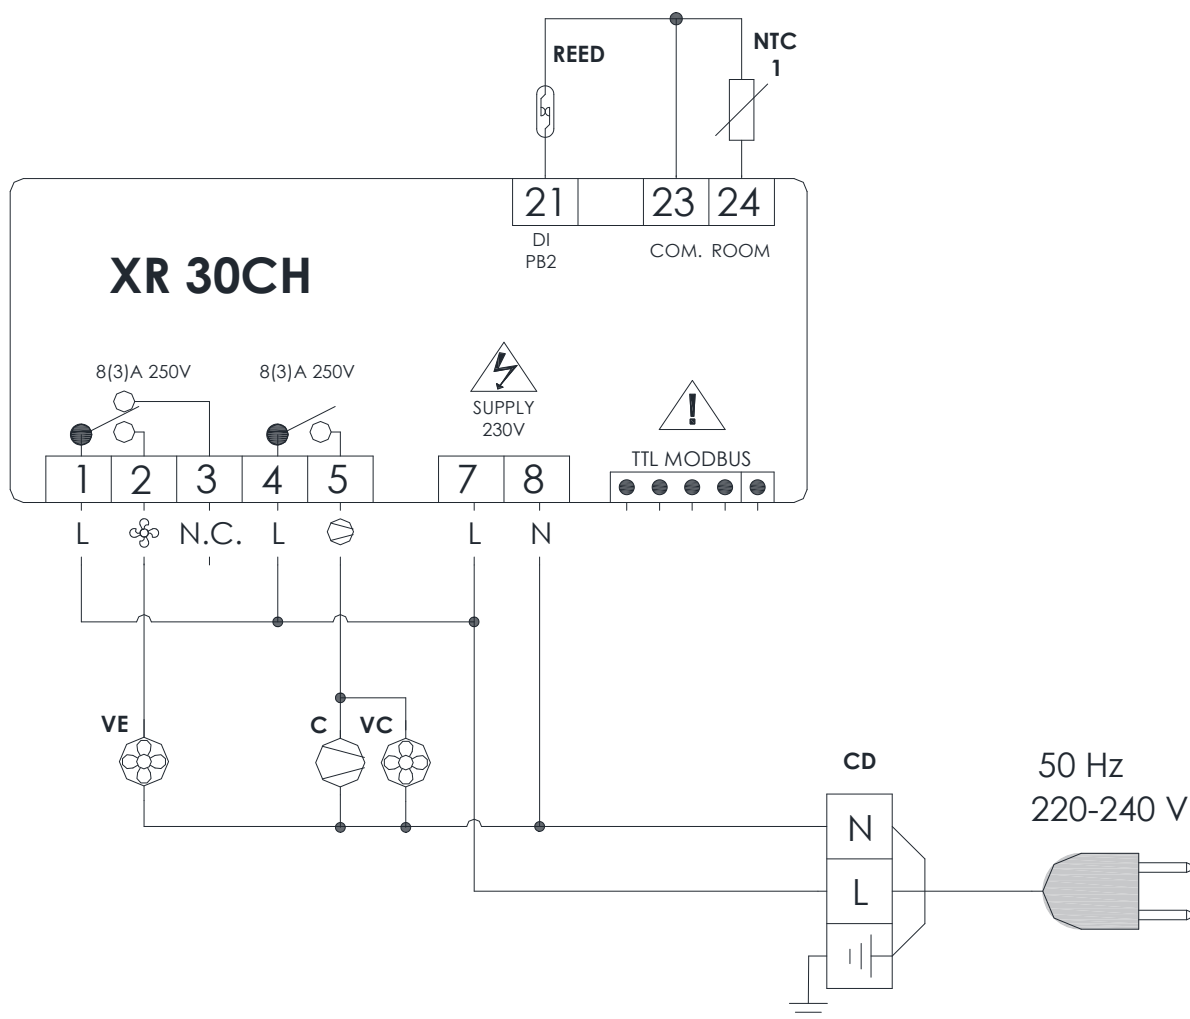 REED
NTC
1
21 23 24
DI
PB2
COM. ROOM
XR 30CH
8(3)A 250V 8(3)A 250V
SUPPLY
230V
TTL MODBUS
1 2 3 4 5 7 8
L N.C. L L N
VE C VC
CD
50 Hz
220-240 V
N
L